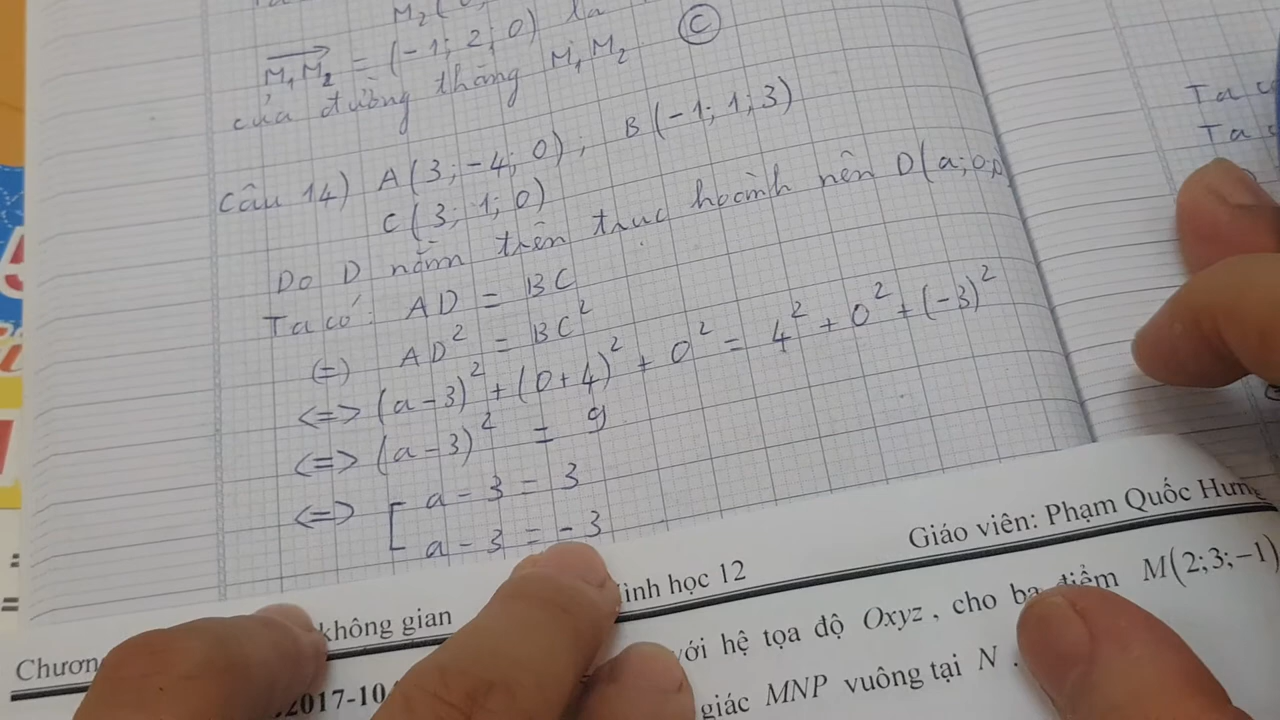 M₂(
M₁M₂ = (-1; 2; 0) là
của đường thẳng M₁M₂ Ⓒ
Câu 14) A(3; -4; 0); B(-1; 1; 3)
C(3; 1; 0)
Do D nằm trên trục hoành nên D(a; 0;0)
Ta có: AD = BC
(=) AD² = BC²
<=> (a-3)² + (0+4)² + 0² = 4² + 0² + (-3)²
<=> (a-3)² = 9
<=> [ a - 3 = 3
a - 3 = -3
Ta c
Ta c
không gian
Chươn
ình học 12
Giáo viên: Phạm Quốc Hưng
.2017-10
với hệ tọa độ Oxyz, cho ba điểm M(2;3;-1)
giác MNP vuông tại N.